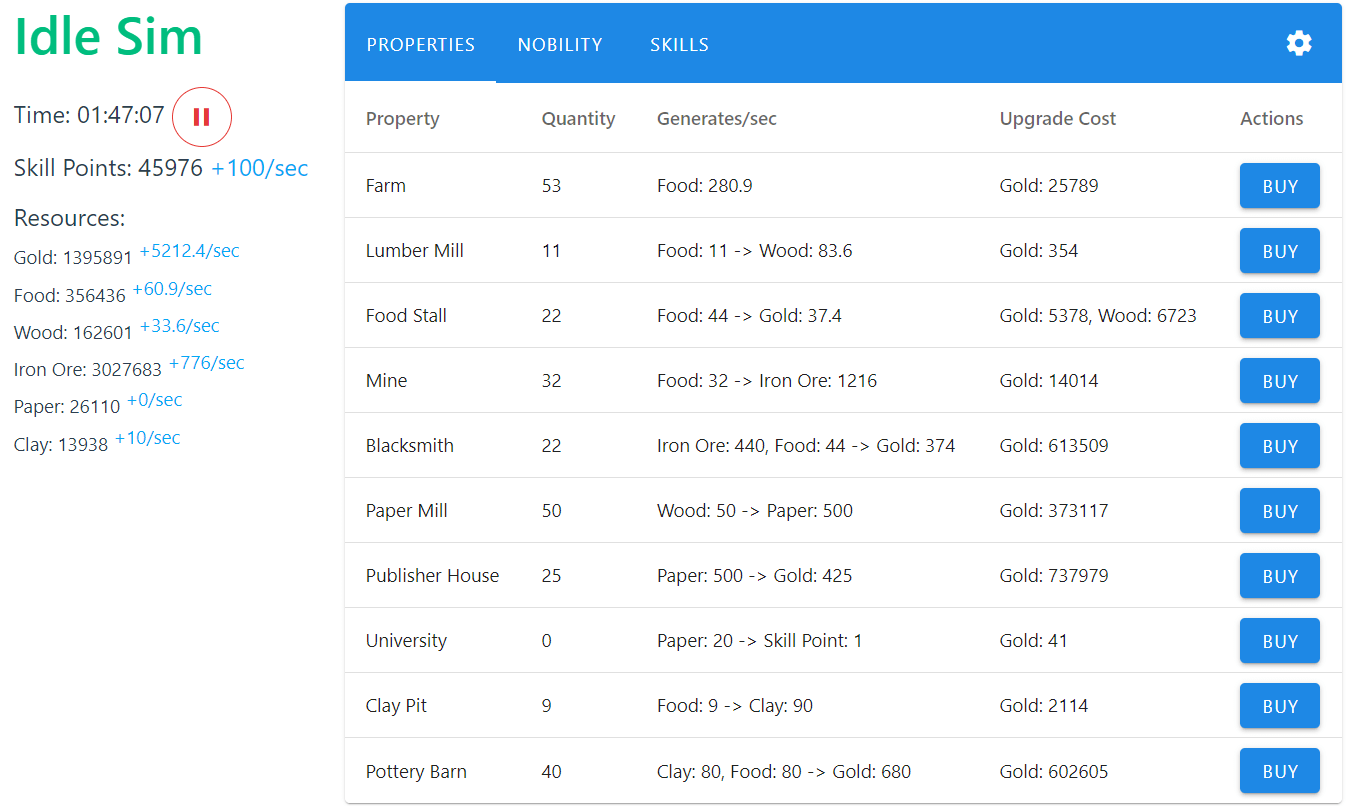 Idle Sim
Time: 01:47:07
Skill Points: 45976 +100/sec
Resources:
Gold: 1395891 +5212.4/sec
Food: 356436 +60.9/sec
Wood: 162601 +33.6/sec
Iron Ore: 3027683 +776/sec
Paper: 26110 +0/sec
Clay: 13938 +10/sec
PROPERTIES NOBILITY SKILLS
Property Quantity Generates/sec Upgrade Cost Actions
Farm 53 Food: 280.9 Gold: 25789 BUY
Lumber Mill 11 Food: 11 -> Wood: 83.6 Gold: 354 BUY
Food Stall 22 Food: 44 -> Gold: 37.4 Gold: 5378, Wood: 6723 BUY
Mine 32 Food: 32 -> Iron Ore: 1216 Gold: 14014 BUY
Blacksmith 22 Iron Ore: 440, Food: 44 -> Gold: 374 Gold: 613509 BUY
Paper Mill 50 Wood: 50 -> Paper: 500 Gold: 373117 BUY
Publisher House 25 Paper: 500 -> Gold: 425 Gold: 737979 BUY
University 0 Paper: 20 -> Skill Point: 1 Gold: 41 BUY
Clay Pit 9 Food: 9 -> Clay: 90 Gold: 2114 BUY
Pottery Barn 40 Clay: 80, Food: 80 -> Gold: 680 Gold: 602605 BUY